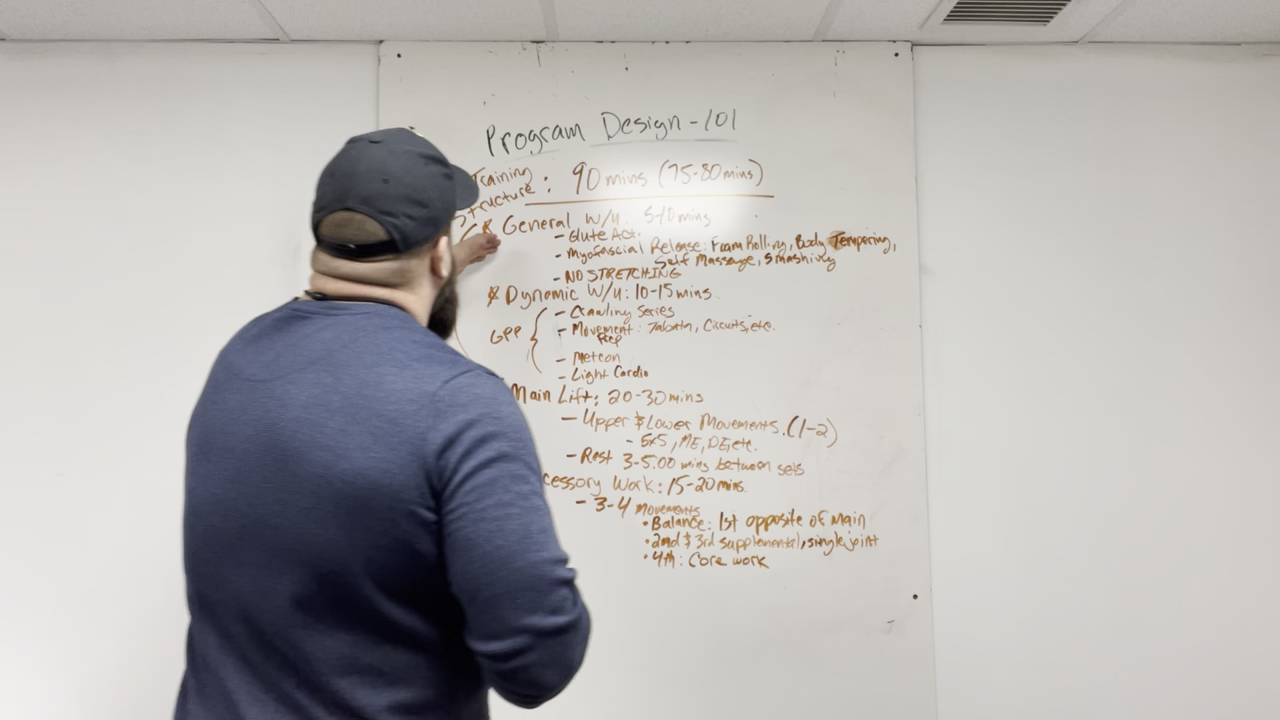 Program Design - 101
Training Structure: 90 mins (75-80 mins)
General W/U: 5-10 mins
- Glute Act.
- Myofascial Release: Foam Rolling, Body Tempering,
Self Massage, Smashing
- NO STRETCHING
Dynamic W/U: 10-15 mins
- Crawling Series
GPP { - Movement Prep: Tabata, Circuits, etc.
- Metcon
- Light Cardio
Main Lift: 20-30 mins
- Upper & Lower Movements. (1-2)
- 5x5, ME, DE, etc.
- Rest 3-5:00 mins between sets
cessory Work: 15-20 mins.
- 3-4 Movements
• Balance: 1st opposite of Main
• 2nd & 3rd supplemental, single joint
• 4th: Core work